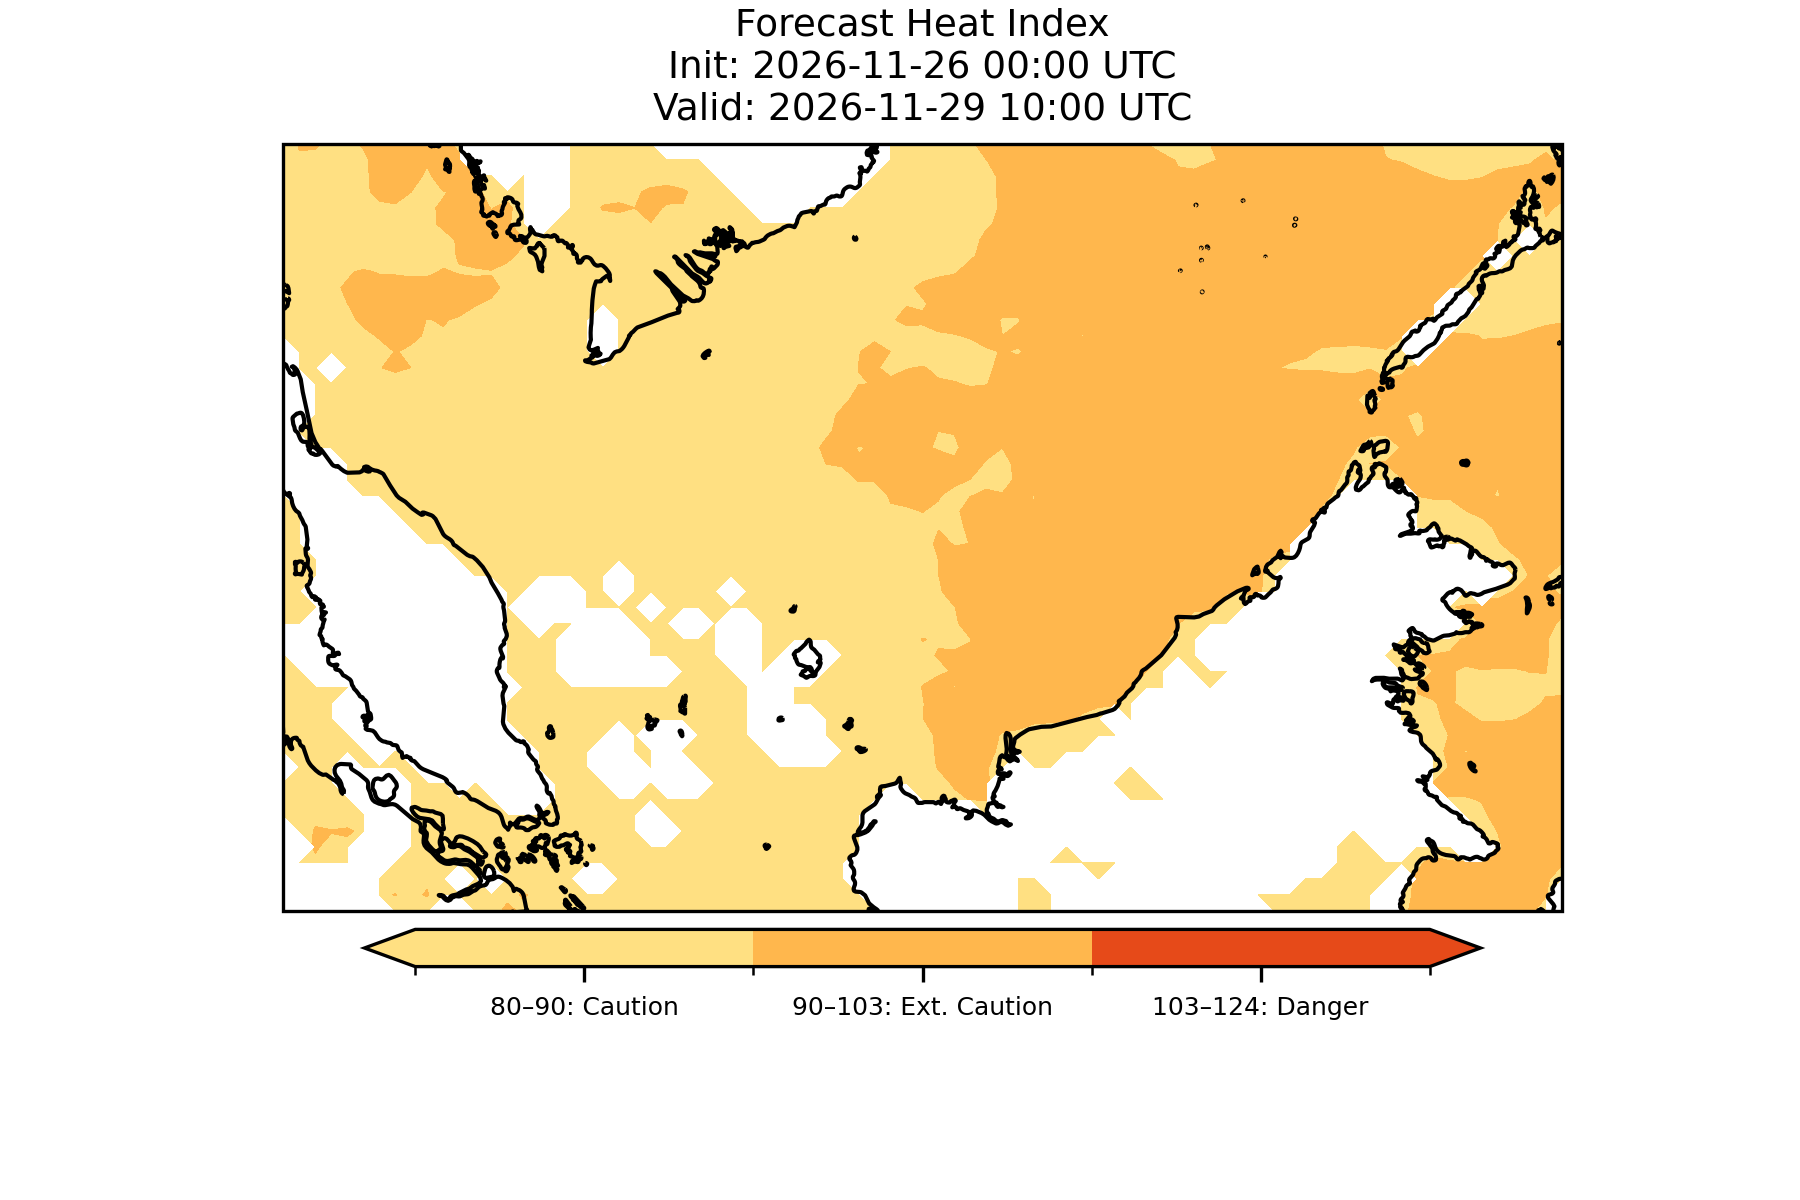 Forecast Heat Index
Init: 2026-11-26 00:00 UTC
Valid: 2026-11-29 10:00 UTC
80–90: Caution
90–103: Ext. Caution
103–124: Danger